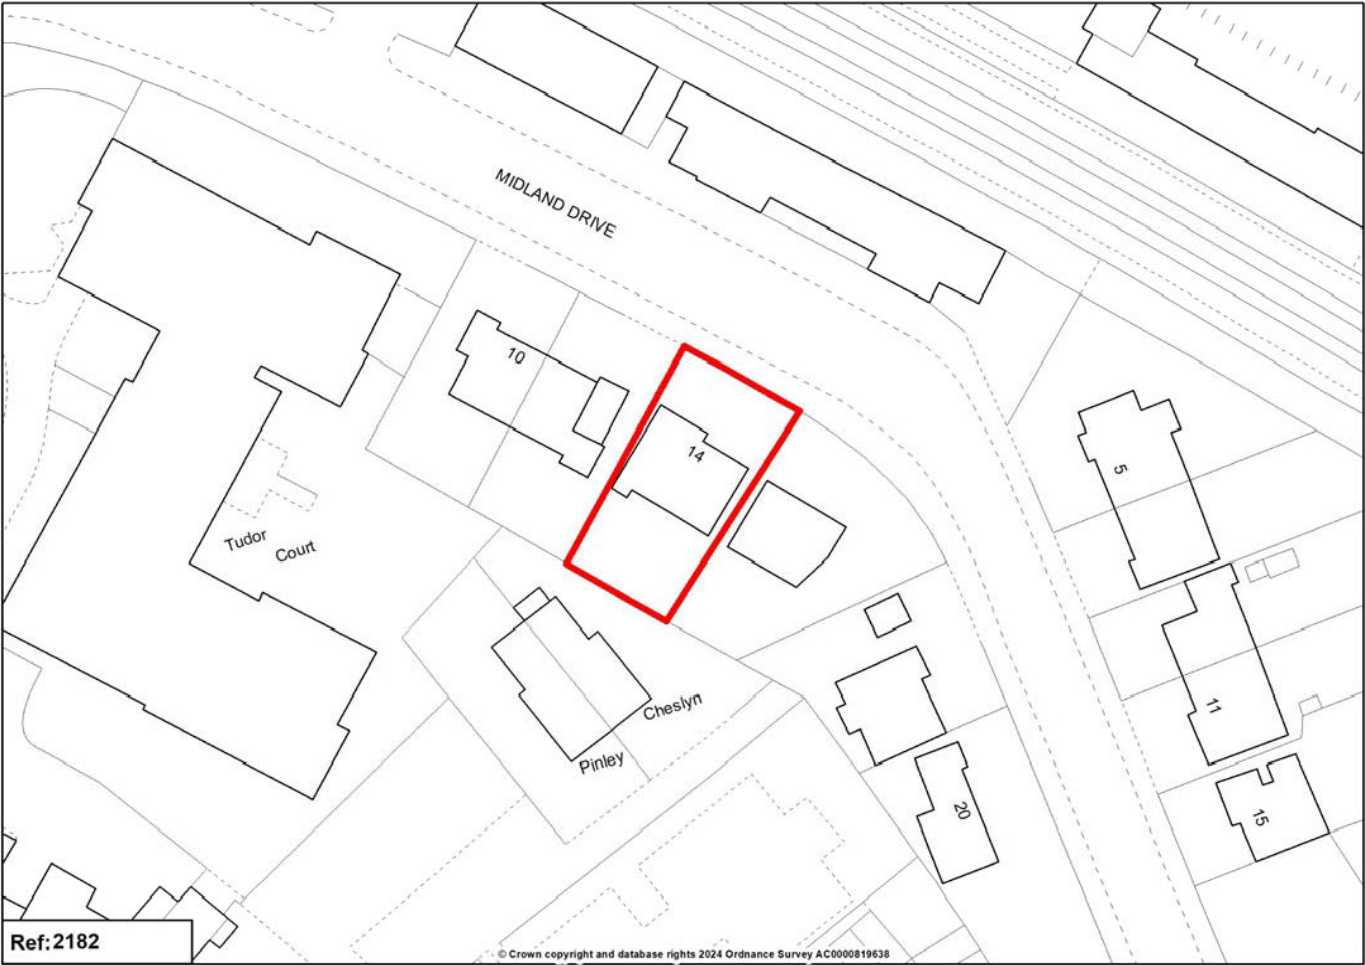 MIDLAND DRIVE
10
14
5
Tudor
Court
Cheslyn
Pinley
11
20
15
Ref:2182
© Crown copyright and database rights 2024 Ordnance Survey AC0000819638